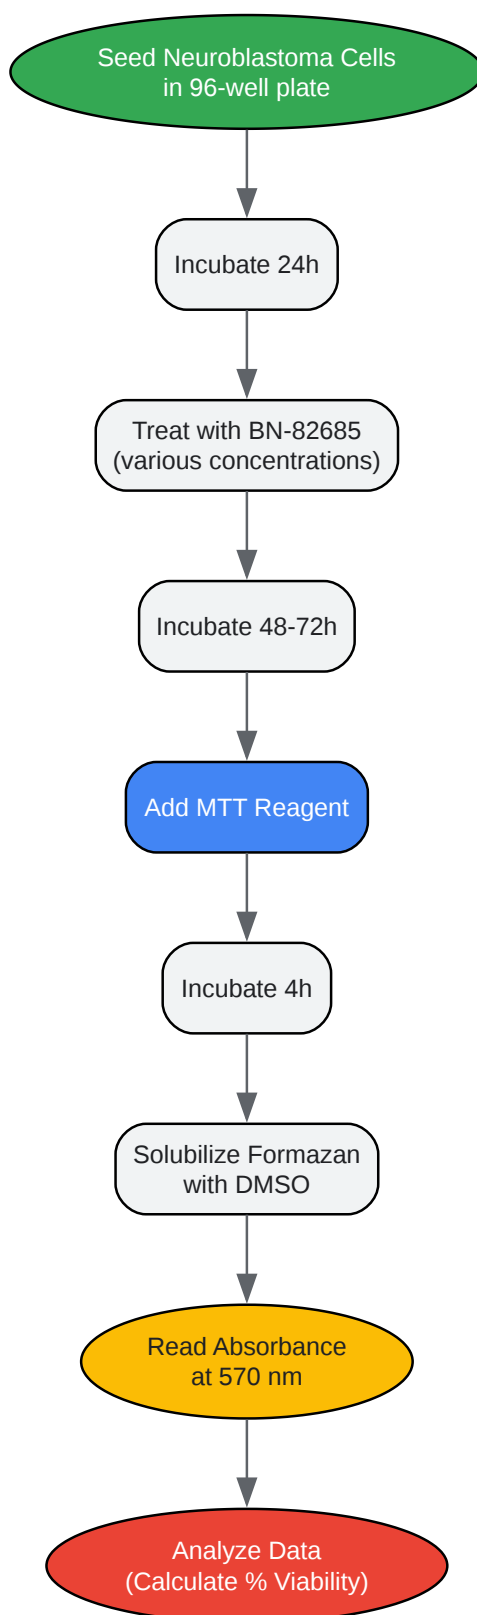 Seed Neuroblastoma Cells
in 96-well plate
Incubate 24h
Treat with BN-82685
(various concentrations)
Incubate 48-72h
Add MTT Reagent
Incubate 4h
Solubilize Formazan
with DMSO
Read Absorbance
at 570 nm
Analyze Data
(Calculate % Viability)